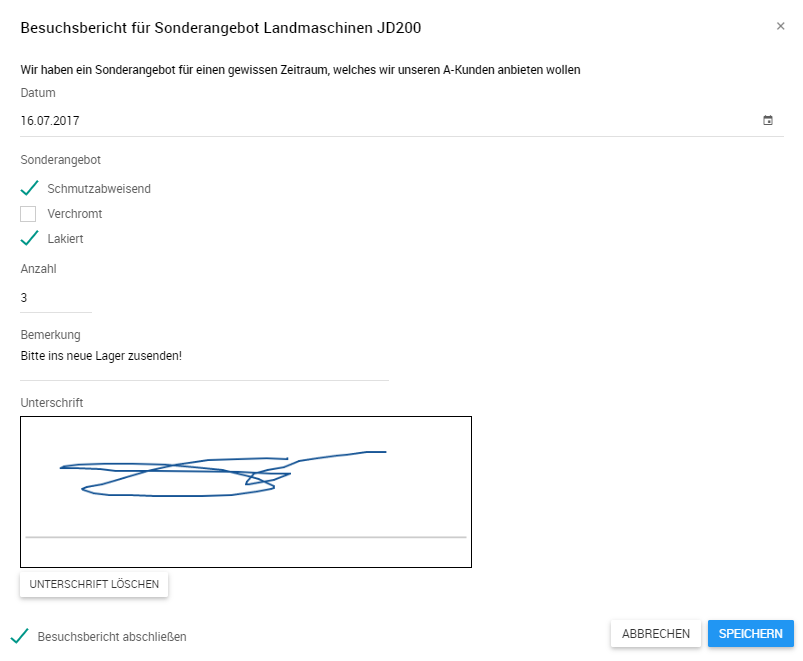 Besuchsbericht für Sonderangebot Landmaschinen JD200
Wir haben ein Sonderangebot für einen gewissen Zeitraum, welches wir unseren A-Kunden anbieten wollen
Datum
16.07.2017
Sonderangebot
Schmutzabweisend
Verchromt
Lakiert
Anzahl
3
Bemerkung
Bitte ins neue Lager zusenden!
Unterschrift
UNTERSCHRIFT LÖSCHEN
Besuchsbericht abschließen
ABBRECHEN
SPEICHERN